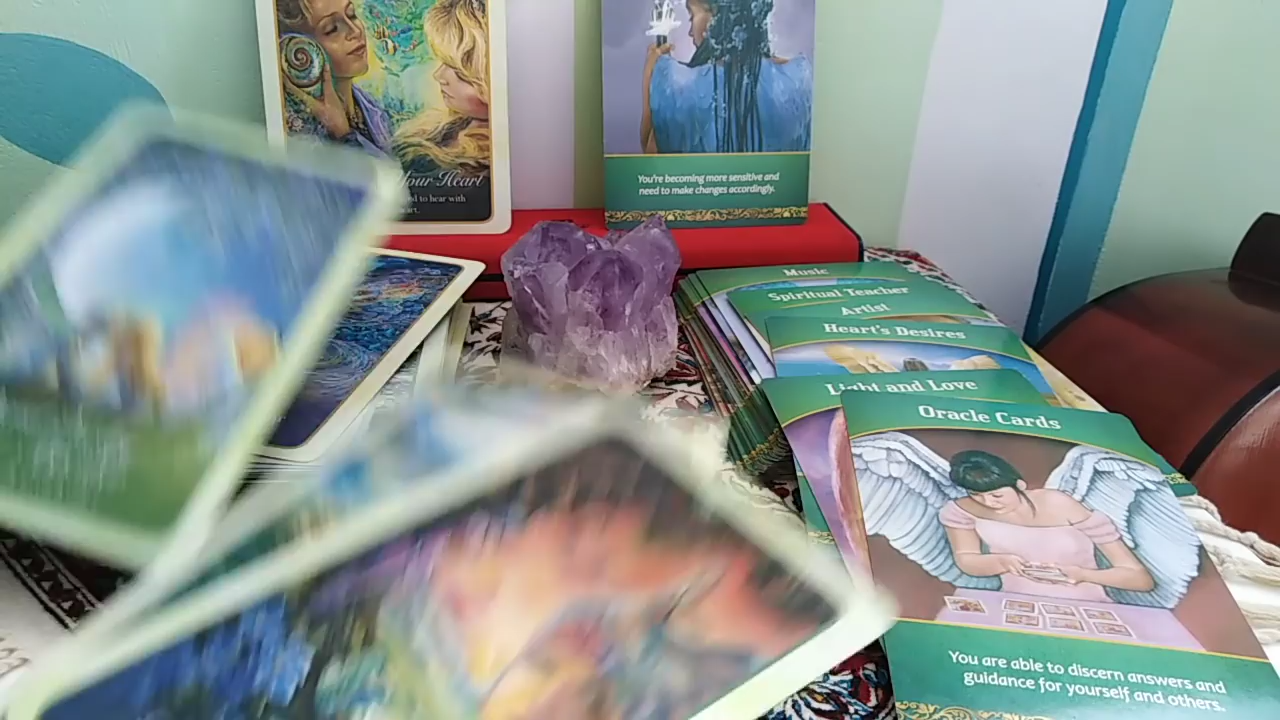 Your Heart
to hear with
You're becoming more sensitive and
need to make changes accordingly.
Music
Spiritual Teacher
Artist
Heart's Desires
Light and Love
Oracle Cards
You are able to discern answers and
guidance for yourself and others.